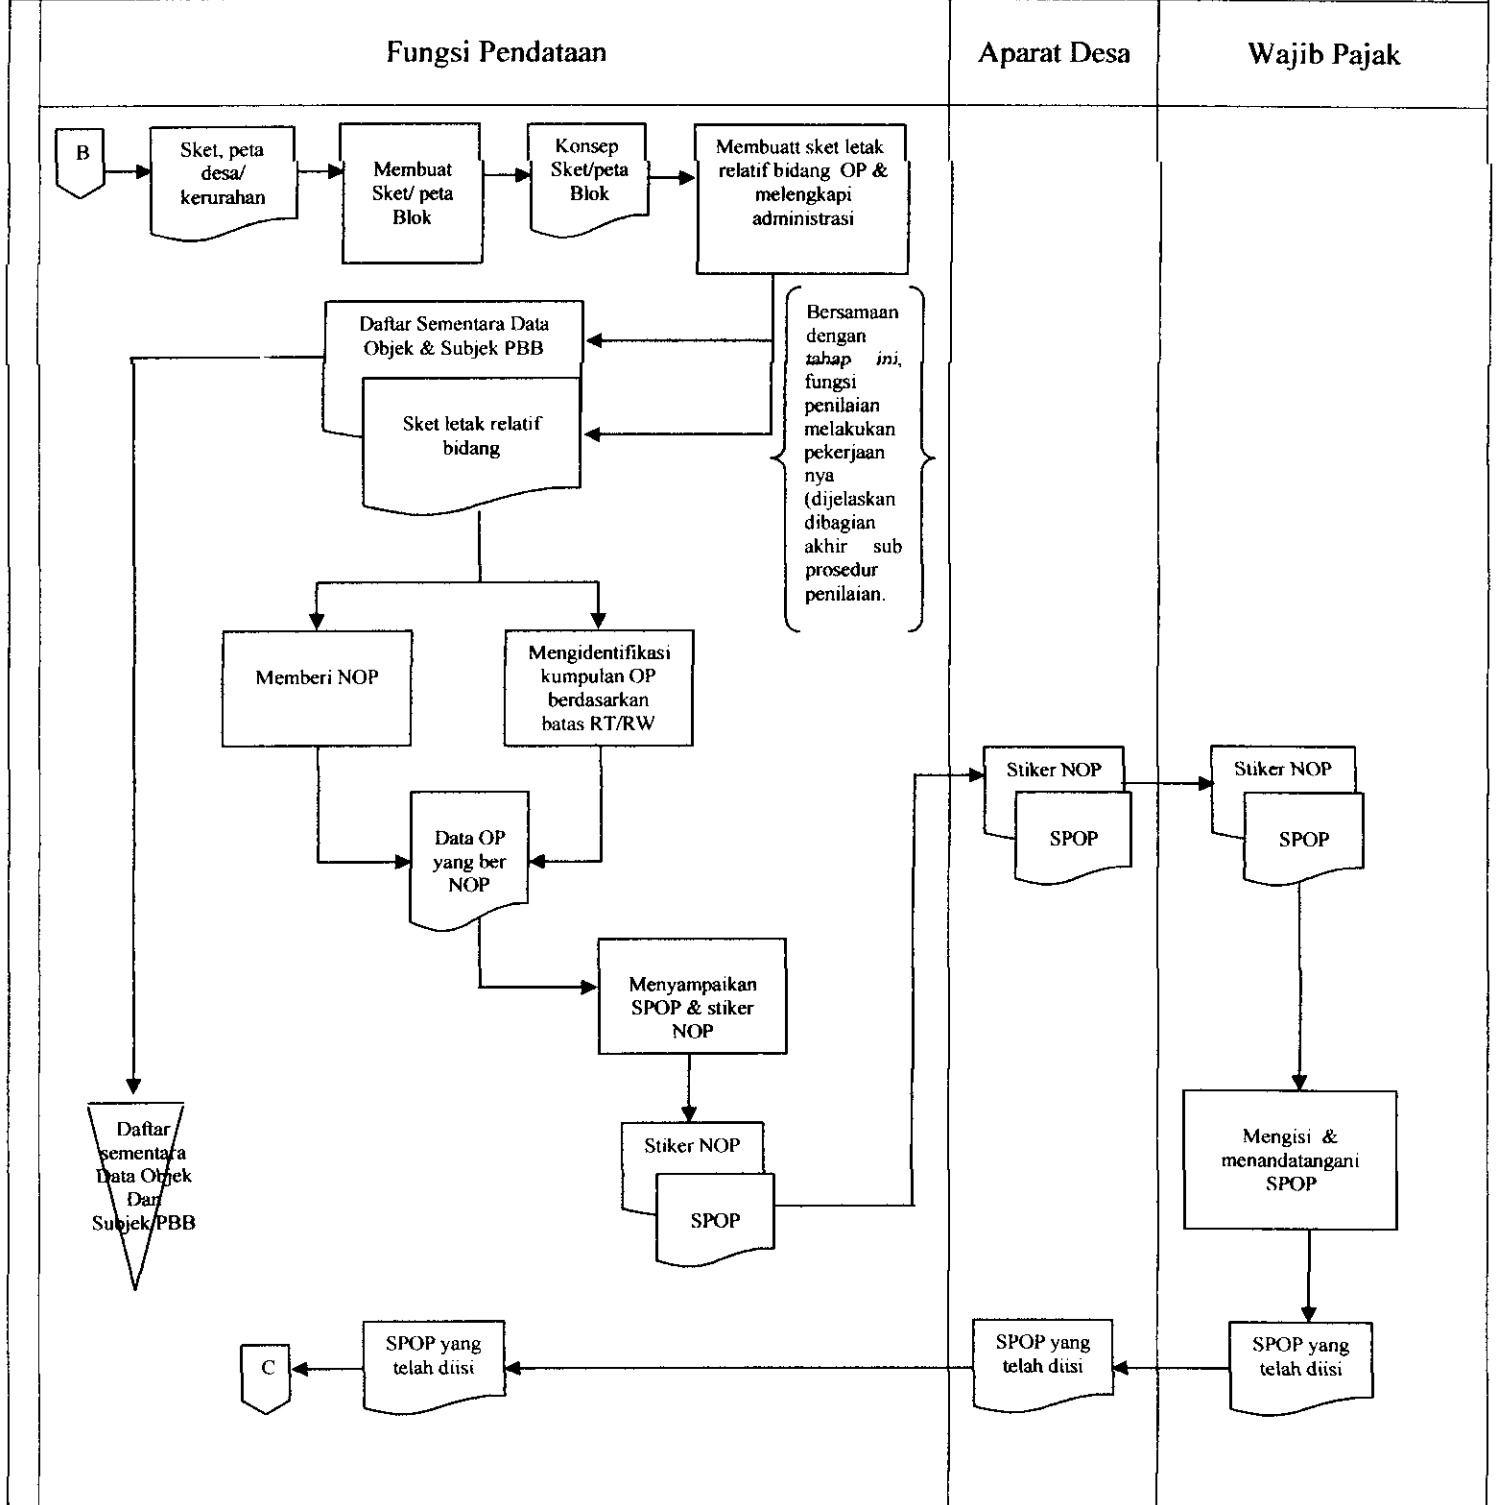 Fungsi Pendataan
Aparat Desa
Wajib Pajak
B
Sket, peta
desa/
kerurahan
Membuat
Sket/ peta
Blok
Konsep
Sket/peta
Blok
Membuatt sket letak
relatif bidang OP &
melengkapi
administrasi
Daftar Sementara Data
Objek & Subjek PBB
Sket letak relatif
bidang
Bersamaan
dengan
tahap ini,
fungsi
penilaian
melakukan
pekerjaan
nya
(dijelaskan
dibagian
akhir sub
prosedur
penilaian.
Memberi NOP
Mengidentifikasi
kumpulan OP
berdasarkan
batas RT/RW
Data OP
yang ber
NOP
Stiker NOP
SPOP
Stiker NOP
SPOP
Menyampaikan
SPOP & stiker
NOP
Stiker NOP
SPOP
Daftar
sementara
Data Objek
Dan
Subjek PBB
Mengisi &
menandatangani
SPOP
C
SPOP yang
telah diisi
SPOP yang
telah diisi
SPOP yang
telah diisi